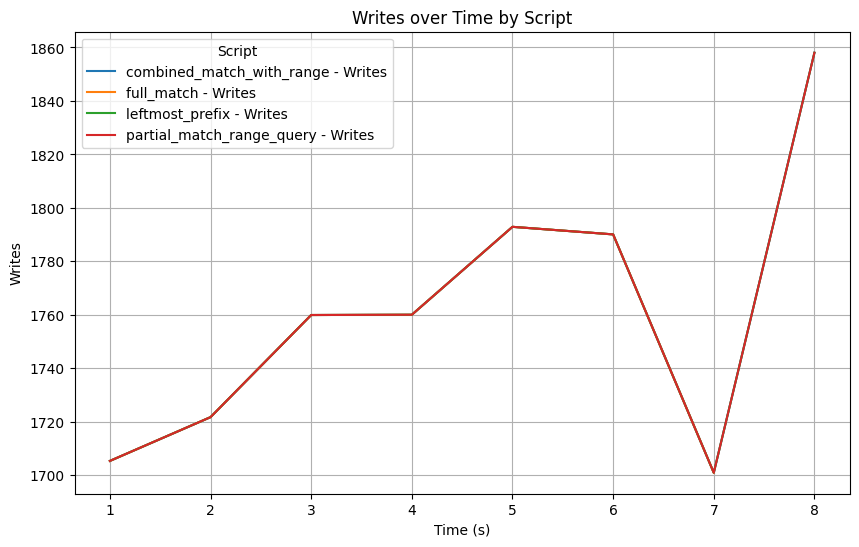 Writes over Time by Script
Script
combined_match_with_range - Writes
full_match - Writes
leftmost_prefix - Writes
partial_match_range_query - Writes
1860
1840
1820
1800
1780
1760
1740
1720
1700
Writes
1 2 3 4 5 6 7 8
Time (s)